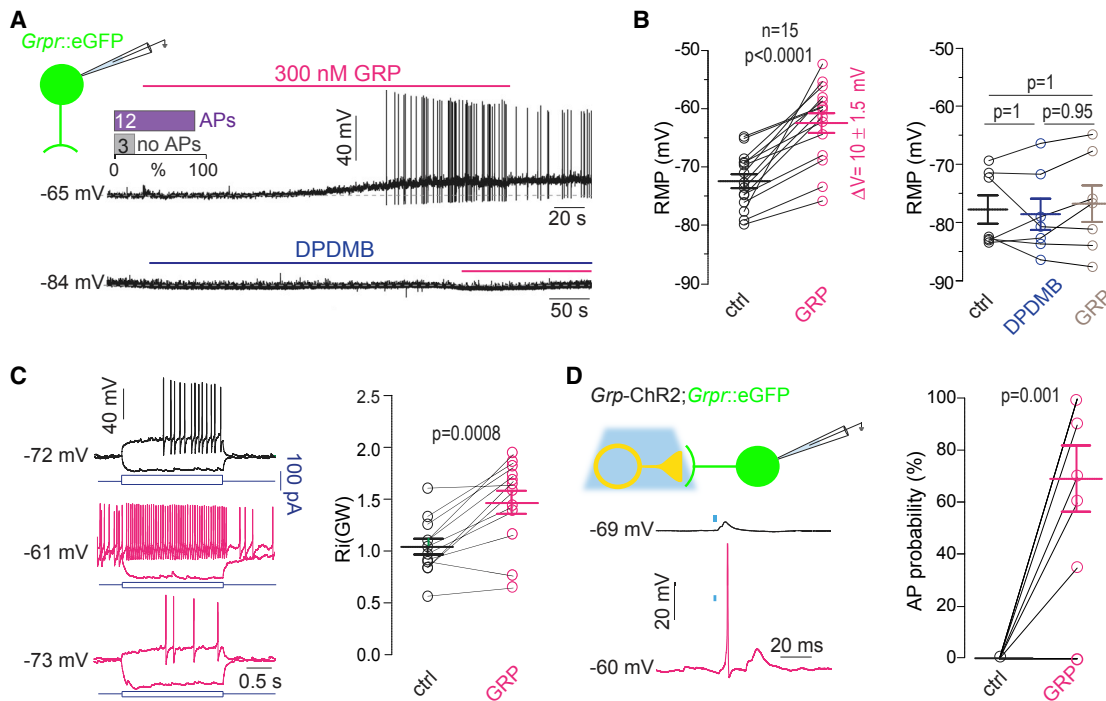 A
Grpr::eGFP
300 nM GRP
12 APs
3 no APs
0 % 100
40 mV
-65 mV
20 s
DPDMB
-84 mV
50 s
B
n=15
p<0.0001
-50
-60
-70
-80
-90
RMP (mV)
ΔV= 10 ± 1.5 mV
ctrl
GRP
-50
-60
-70
-80
-90
RMP (mV)
p=1
p=1 p=0.95
ctrl
DPDMB
GRP
C
40 mV
-72 mV
100 pA
-61 mV
-73 mV
0.5 s
2.5
2.0
1.5
1.0
0.5
0.0
Ri(GW)
p=0.0008
ctrl
GRP
D
Grp-ChR2;Grpr::eGFP
-69 mV
20 mV
20 ms
-60 mV
p=0.001
100
80
60
40
20
0
AP probability (%)
ctrl
GRP